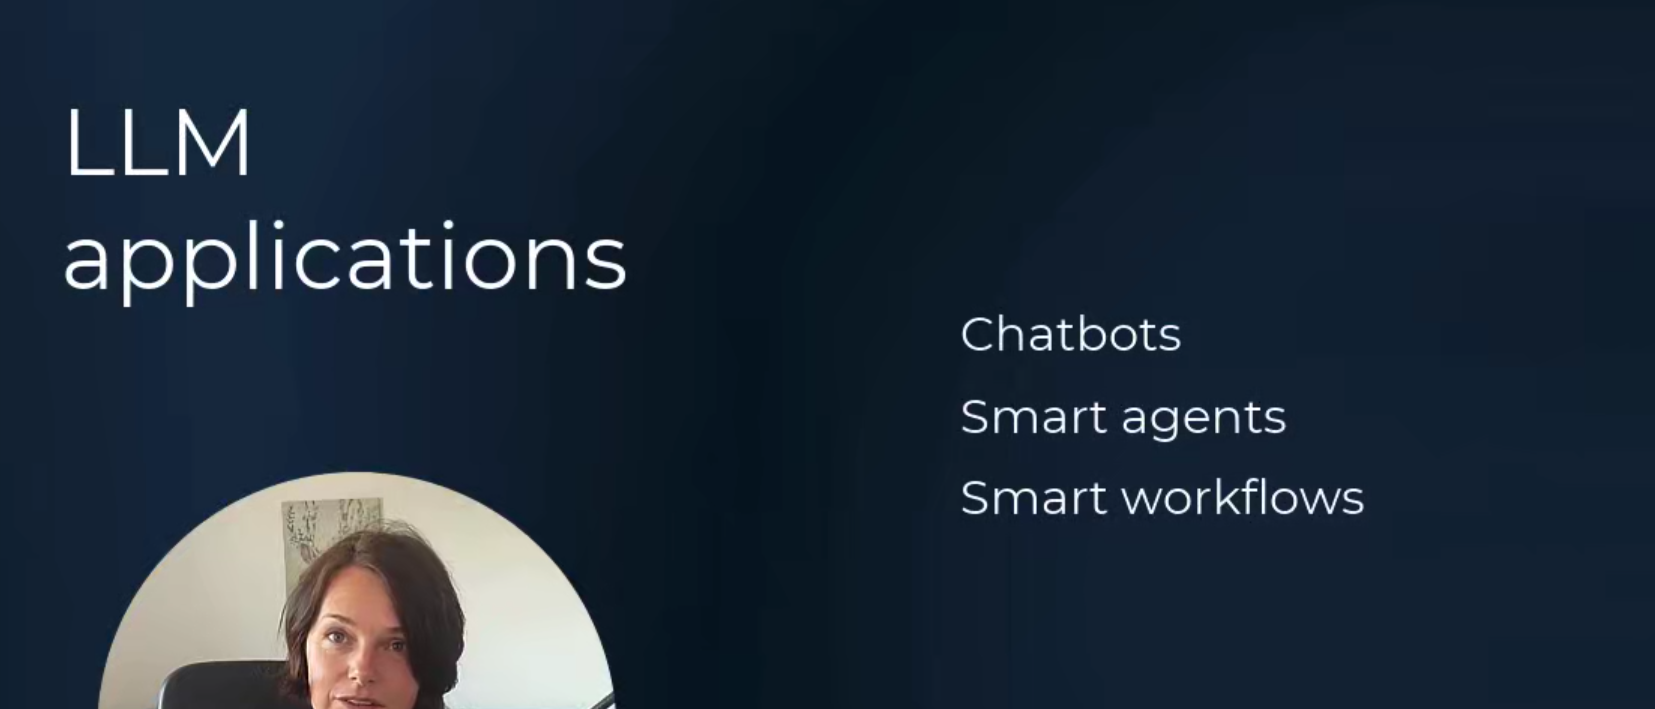 LLM
applications
Chatbots
Smart agents
Smart workflows